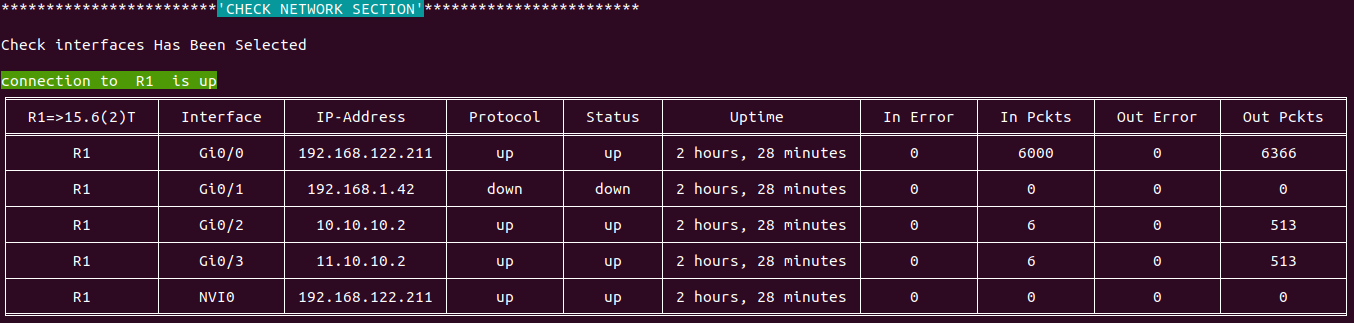 ************************'CHECK NETWORK SECTION'************************
Check interfaces Has Been Selected
connection to  R1  is up
R1=>15.6(2)T Interface IP-Address Protocol Status Uptime In Error In Pckts Out Error Out Pckts
R1 Gi0/0 192.168.122.211 up up 2 hours, 28 minutes 0 6000 0 6366
R1 Gi0/1 192.168.1.42 down down 2 hours, 28 minutes 0 0 0 0
R1 Gi0/2 10.10.10.2 up up 2 hours, 28 minutes 0 6 0 513
R1 Gi0/3 11.10.10.2 up up 2 hours, 28 minutes 0 6 0 513
R1 NVI0 192.168.122.211 up up 2 hours, 28 minutes 0 0 0 0